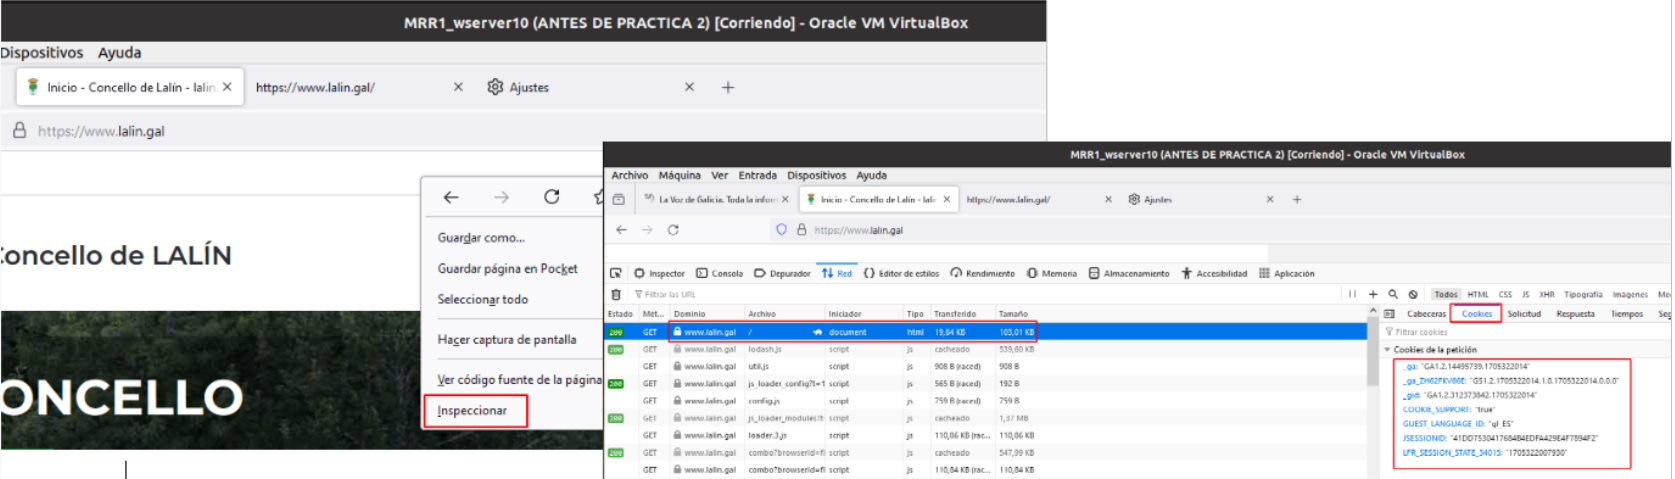 MRR1_wserver10 (ANTES DE PRACTICA 2) [Corriendo] - Oracle VM VirtualBox
Dispositivos Ayuda
Inicio - Concello de Lalín - lalin. https://www.lalin.gal/ Ajustes
https://www.lalin.gal
Guardar como...
Guardar página en Pocket
Seleccionar todo
Hacer captura de pantalla
Ver código fuente de la página
Inspeccionar
oncello de LALÍN
ONCELLO
MRR1_wserver10 (ANTES DE PRACTICA 2) [Corriendo] - Oracle VM VirtualBox
Archivo Máquina Ver Entrada Dispositivos Ayuda
La Voz de Galicia. Toda la inform Inicio - Concello de Lalín - lali https://www.lalin.gal/ Ajustes
https://www.lalin.gal
Inspector Consola Depurador Red Editor de estilos Rendimiento Memoria Almacenamiento Accesibilidad Aplicación
Filtrar las URL Todos HTML CSS JS XHR Tipografía Imágenes Me
Estado Mét... Dominio Archivo Iniciador Tipo Transferido Tamaño
200 GET www.lalin.gal / document html 19,64 KB 103,01 KB
200 GET www.lalin.gal lodash.js script js cacheado 539,60 KB
GET www.lalin.gal util.js script js 908 B (raced) 908 B
200 GET www.lalin.gal js_loader_config?t=1 script js 565 B (raced) 192 B
GET www.lalin.gal config.js script js 759 B (raced) 759 B
200 GET www.lalin.gal js_loader_modules?t script js cacheado 1,37 MB
GET www.lalin.gal loader.3.js script js 110,86 KB (rac... 110,86 KB
200 GET www.lalin.gal combo?browserId=fi script js cacheado 547,99 KB
GET www.lalin.gal combo?browserId=fi script js 110,84 KB (rac... 110,84 KB
Cabeceras Cookies Solicitud Respuesta Tiempos Seg
Filtrar cookies
Cookies de la petición
_ga: "GA1.2.14495739.1705322014"
_ga_ZH62FKV66E: "GS1.2.1705322014.1.0.1705322014.0.0.0"
_gid: "GA1.2.312373842.1705322014"
COOKIE_SUPPORT: "true"
GUEST_LANGUAGE_ID: "gl_ES"
JSESSIONID: "41DD7530417684B4EDFA429E4F7894F2"
LFR_SESSION_STATE_34015: "1705322007930"